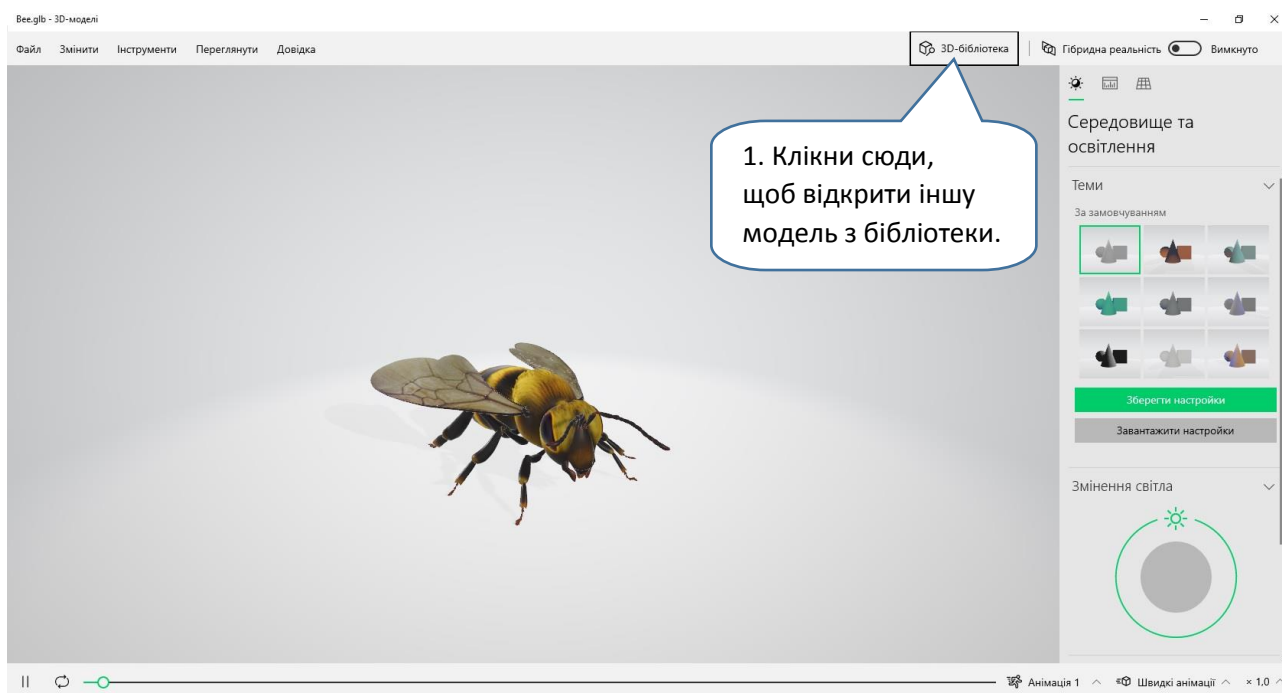 Bee.glb - 3D-моделі
Файл Змінити Інструменти Переглянути Довідка
3D-бібліотека Гібридна реальність Вимкнуто
1. Клікни сюди,
щоб відкрити іншу
модель з бібліотеки.
Середовище та
освітлення
Теми
За замовчуванням
Зберегти настройки
Завантажити настройки
Змінення світла
Анімація 1 Швидкі анімації × 1,0